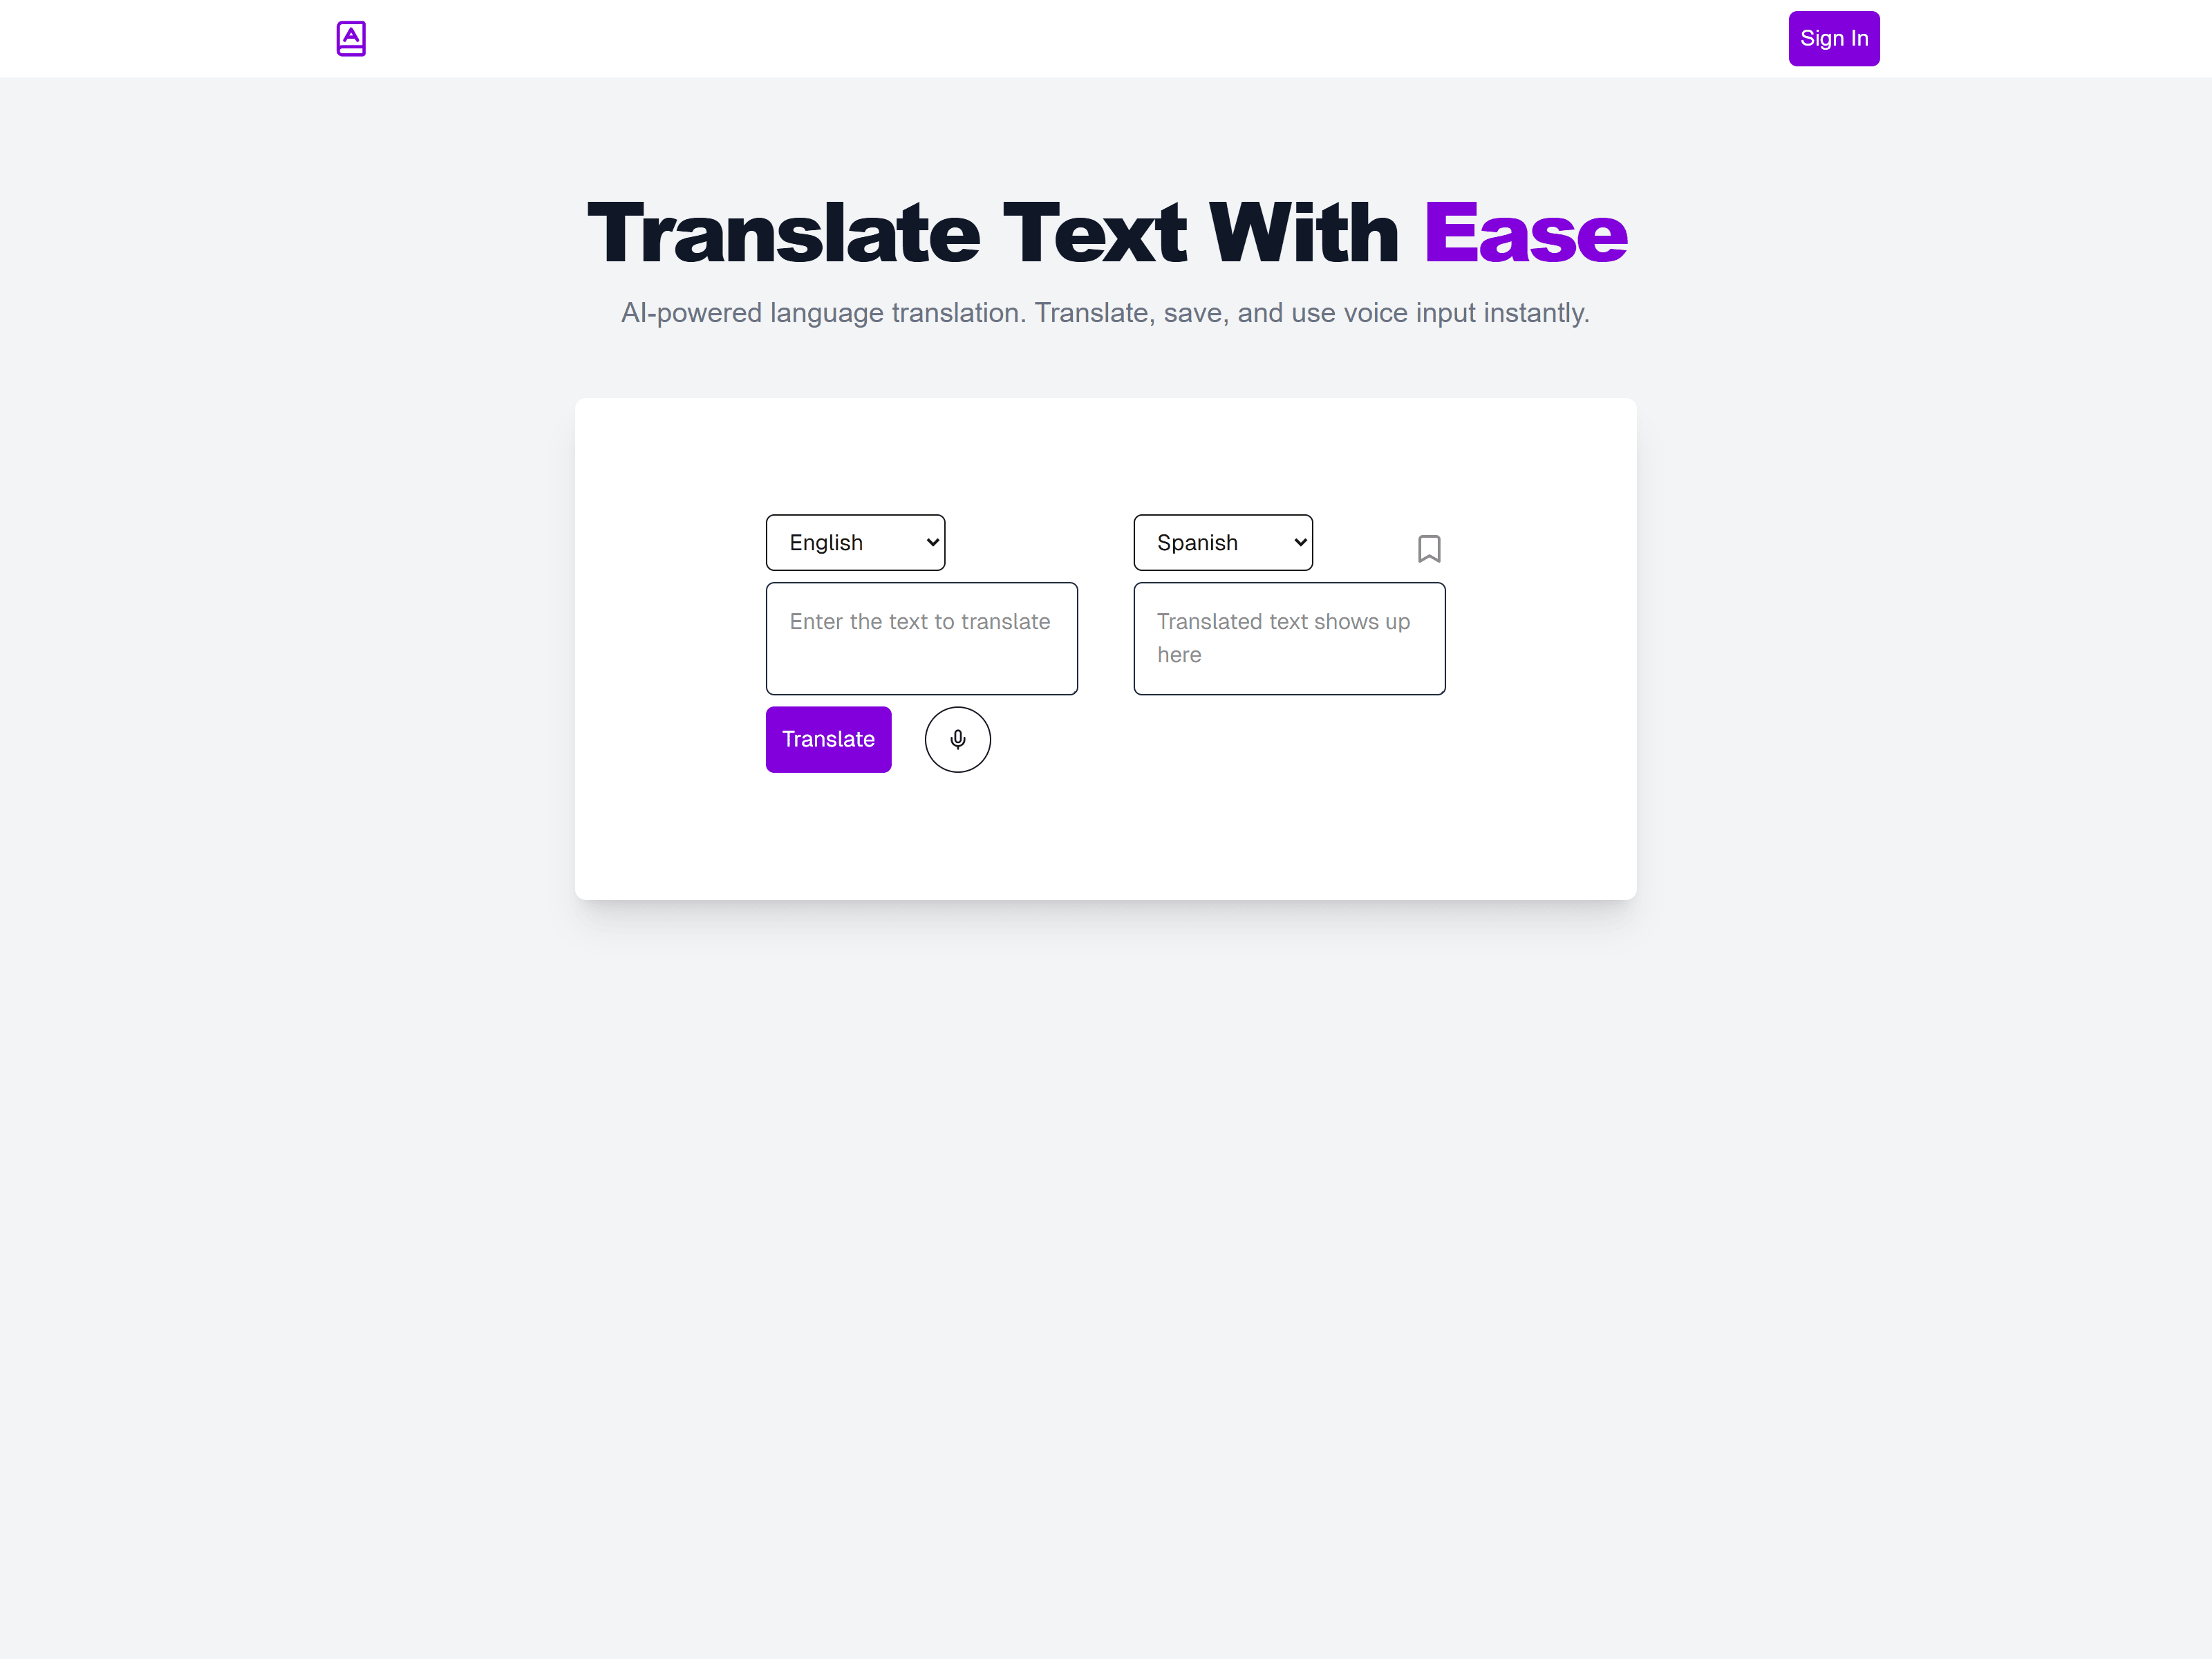 Sign In
Translate Text With Ease
AI-powered language translation. Translate, save, and use voice input instantly.
English
Spanish
Enter the text to translate
Translated text shows up
here
Translate